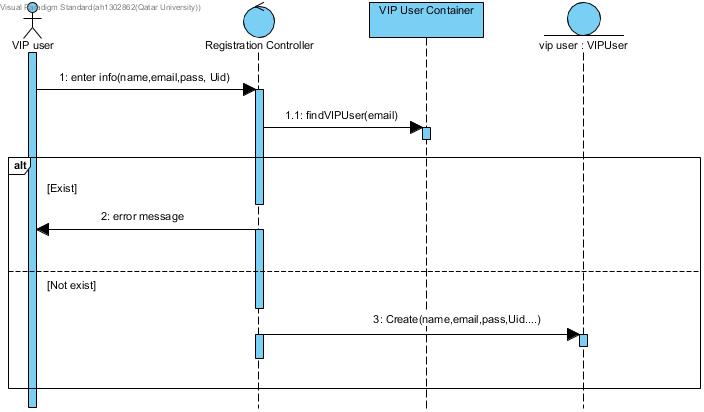 Visual Paradigm Standard(ah1302862(Qatar University))
VIP user
Registration Controller
VIP User Container
vip user : VIPUser
1: enter info(name,email,pass, Uid)
1.1: findVIPUser(email)
alt
[Exist]
2: error message
[Not exist]
3: Create(name,email,pass,Uid....)